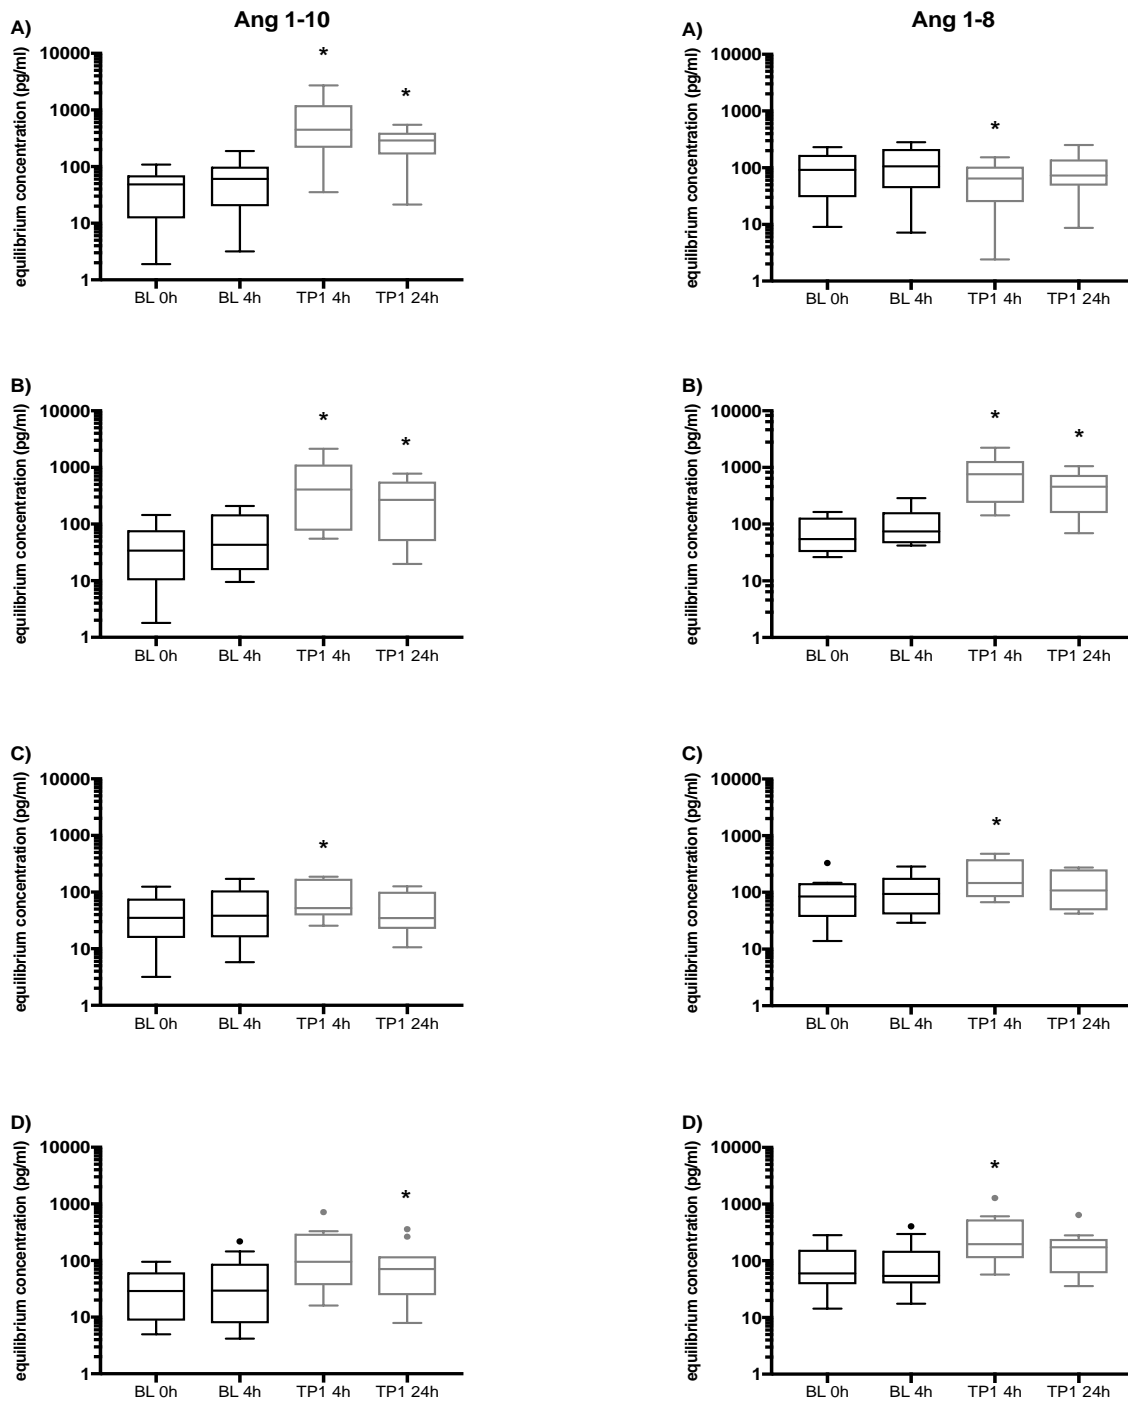 Ang 1-10
Ang 1-8
A)
equilibrium concentration (pg/ml)
10000
1000
100
10
1
* *
BL 0h BL 4h TP1 4h TP1 24h
A)
equilibrium concentration (pg/ml)
10000
1000
100
10
1
*
BL 0h BL 4h TP1 4h TP1 24h
B)
equilibrium concentration (pg/ml)
10000
1000
100
10
1
* *
BL 0h BL 4h TP1 4h TP1 24h
B)
equilibrium concentration (pg/ml)
10000
1000
100
10
1
* *
BL 0h BL 4h TP1 4h TP1 24h
C)
equilibrium concentration (pg/ml)
10000
1000
100
10
1
*
BL 0h BL 4h TP1 4h TP1 24h
C)
equilibrium concentration (pg/ml)
10000
1000
100
10
1
*
BL 0h BL 4h TP1 4h TP1 24h
D)
equilibrium concentration (pg/ml)
10000
1000
100
10
1
*
BL 0h BL 4h TP1 4h TP1 24h
D)
equilibrium concentration (pg/ml)
10000
1000
100
10
1
*
BL 0h BL 4h TP1 4h TP1 24h